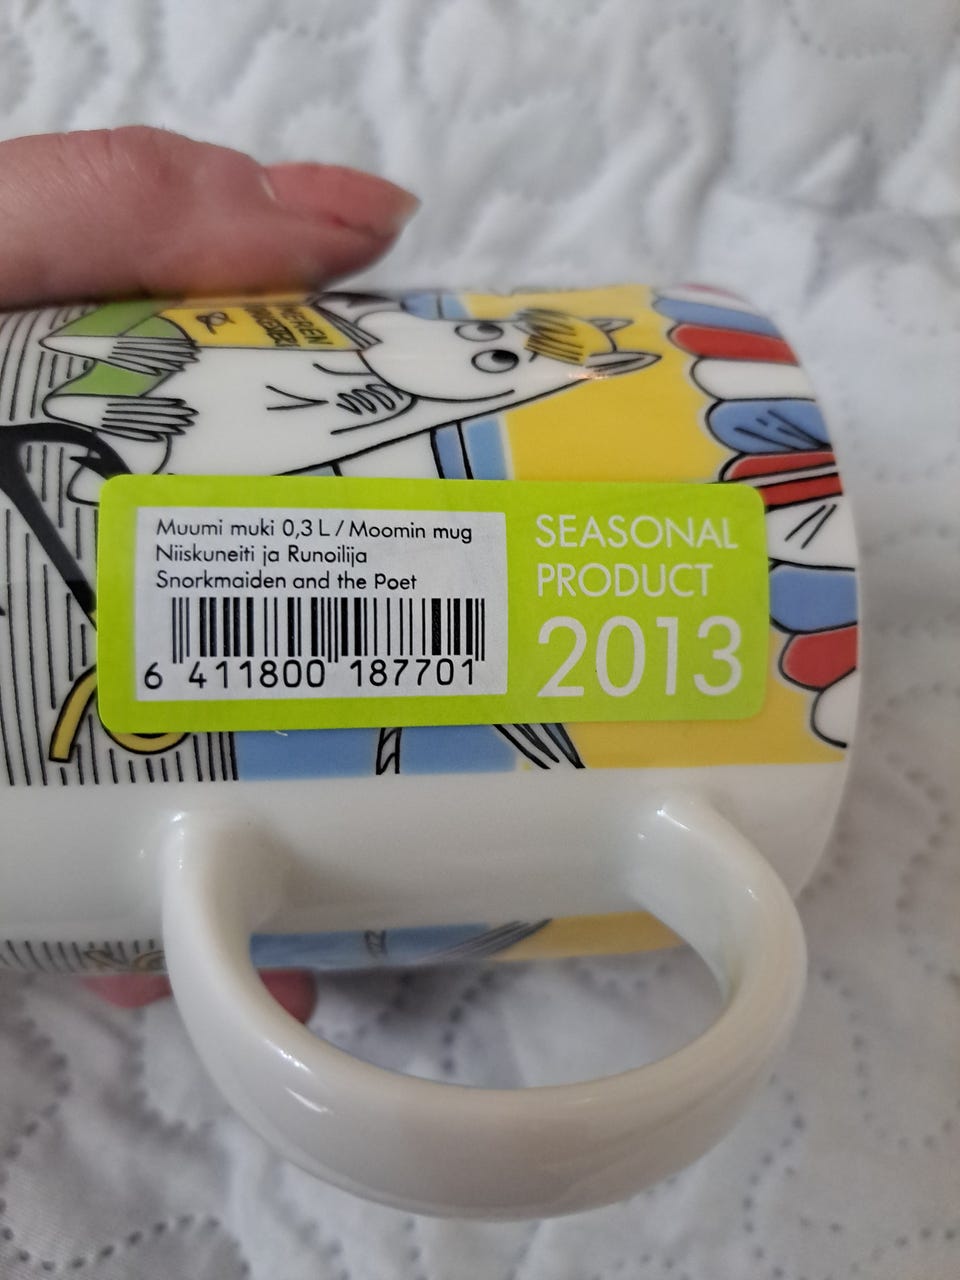 Muumi muki 0,3 L / Moomin mug
Niiskuneiti ja Runoilija
Snorkmaiden and the Poet
6 411800 187701
SEASONAL
PRODUCT
2013